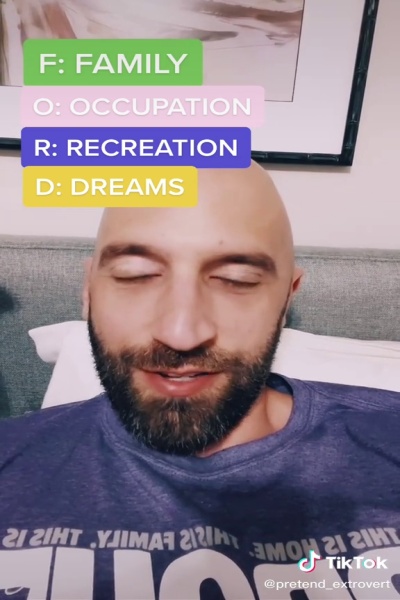 F: FAMILY
O: OCCUPATION
R: RECREATION
D: DREAMS
THIS IS HOME. THIS IS FAMILY. THIS IS
TikTok
@pretend_extrovert